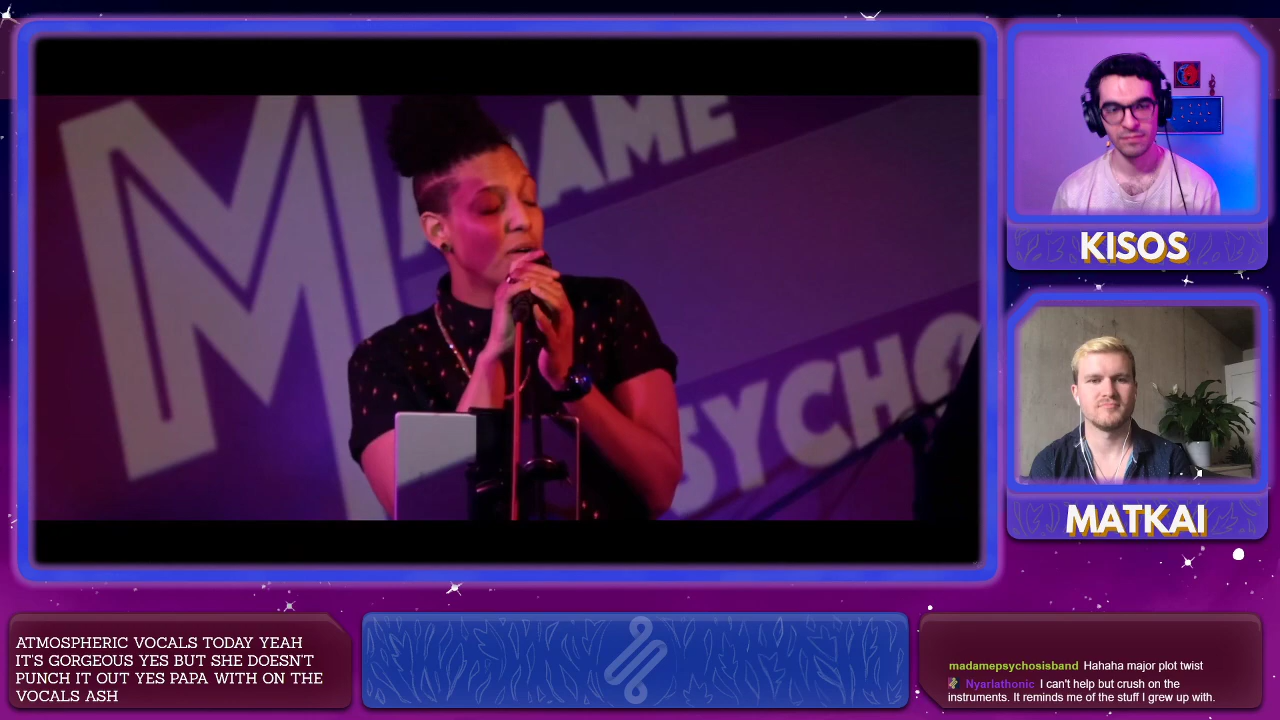 MADAME
PSYCHO
KISOS
MATKAI
ATMOSPHERIC VOCALS TODAY YEAH
IT'S GORGEOUS YES BUT SHE DOESN'T
PUNCH IT OUT YES PAPA WITH ON THE
VOCALS ASH
madamepsychosisband Hahaha major plot twist
Nyarlathonic I can't help but crush on the
instruments. It reminds me of the stuff I grew up with.